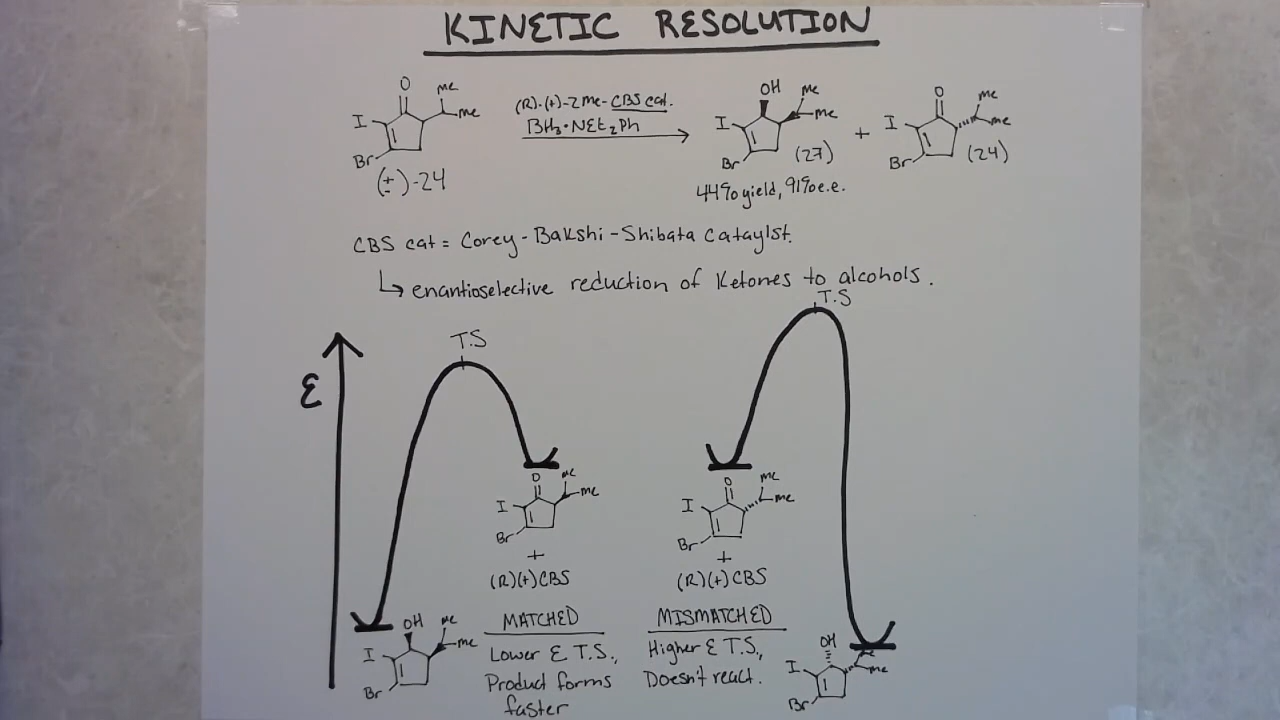 KINETIC RESOLUTION
O
Me
Me
I
Br
(±)-24
(R)-(+)-2Me-CBS cat.
BH3•NEt2Ph
OH
Me
Me
I
Br
(27)
44% yield, 91% e.e.
+
O
Me
Me
I
Br
(24)
CBS cat = Corey-Bakshi-Shibata Cataylst.
↳ enantioselective reduction of Ketones to alcohols.
E
T.S
T.S
O
Me
Me
I
Br
+
(R)(+)CBS
O
Me
Me
I
Br
+
(R)(+)CBS
OH
Me
Me
I
Br
MATCHED
Lower E T.S.,
Product forms
faster
MISMATCHED
Higher E T.S,
Doesn't react.
OH
Me
Me
I
Br